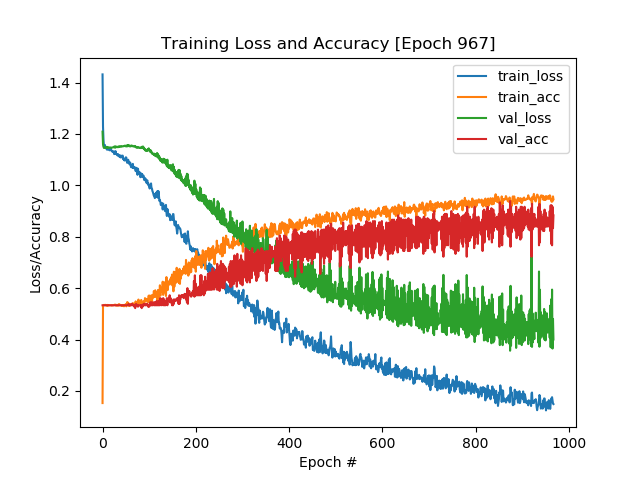 Training Loss and Accuracy [Epoch 967]
train_loss
train_acc
val_loss
val_acc
Loss/Accuracy
1.4
1.2
1.0
0.8
0.6
0.4
0.2
0 200 400 600 800 1000
Epoch #